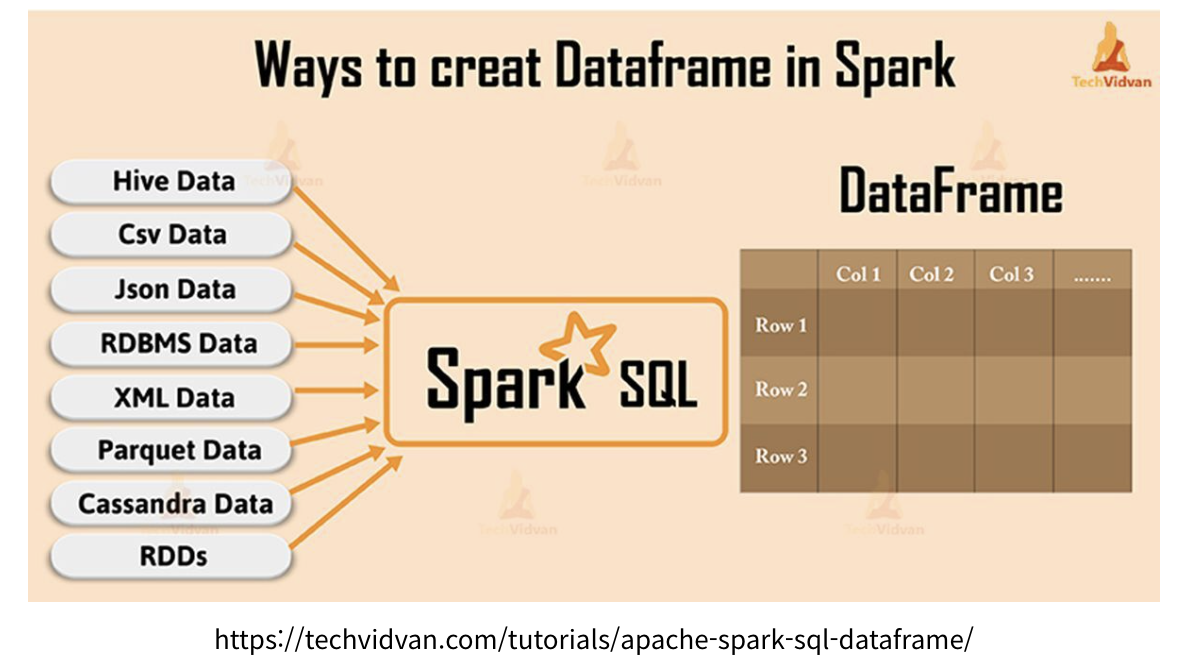 Ways to creat Dataframe in Spark
TechVidvan
Hive Data
Csv Data
Json Data
RDBMS Data
XML Data
Parquet Data
Cassandra Data
RDDs
Spark SQL
DataFrame
Col 1 Col 2 Col 3 .......
Row 1
Row 2
Row 3
TechVidvan
TechVidvan
TechVidvan
TechVidvan
TechVidvan
TechVidvan
https://techvidvan.com/tutorials/apache-spark-sql-dataframe/